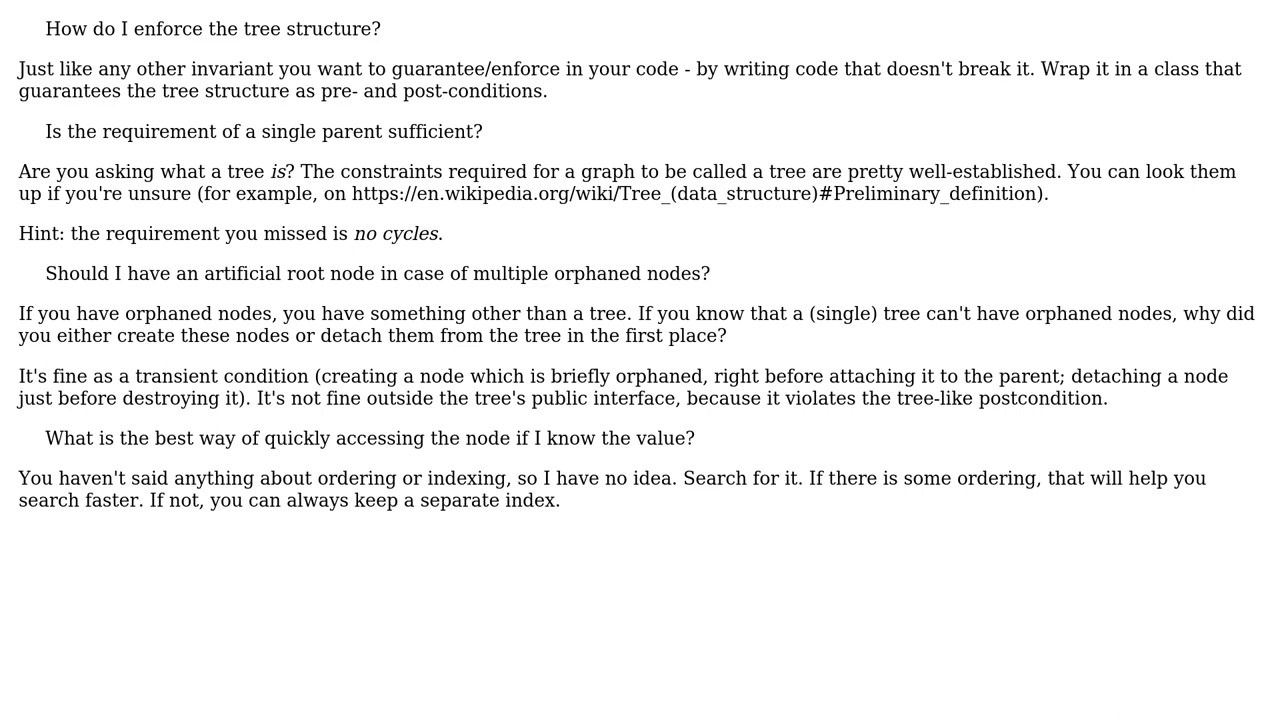 How do I enforce the tree structure?
Just like any other invariant you want to guarantee/enforce in your code - by writing code that doesn't break it. Wrap it in a class that
guarantees the tree structure as pre- and post-conditions.
Is the requirement of a single parent sufficient?
Are you asking what a tree is? The constraints required for a graph to be called a tree are pretty well-established. You can look them
up if you're unsure (for example, on https://en.wikipedia.org/wiki/Tree_(data_structure)#Preliminary_definition).
Hint: the requirement you missed is no cycles.
Should I have an artificial root node in case of multiple orphaned nodes?
If you have orphaned nodes, you have something other than a tree. If you know that a (single) tree can't have orphaned nodes, why did
you either create these nodes or detach them from the tree in the first place?
It's fine as a transient condition (creating a node which is briefly orphaned, right before attaching it to the parent; detaching a node
just before destroying it). It's not fine outside the tree's public interface, because it violates the tree-like postcondition.
What is the best way of quickly accessing the node if I know the value?
You haven't said anything about ordering or indexing, so I have no idea. Search for it. If there is some ordering, that will help you
search faster. If not, you can always keep a separate index.